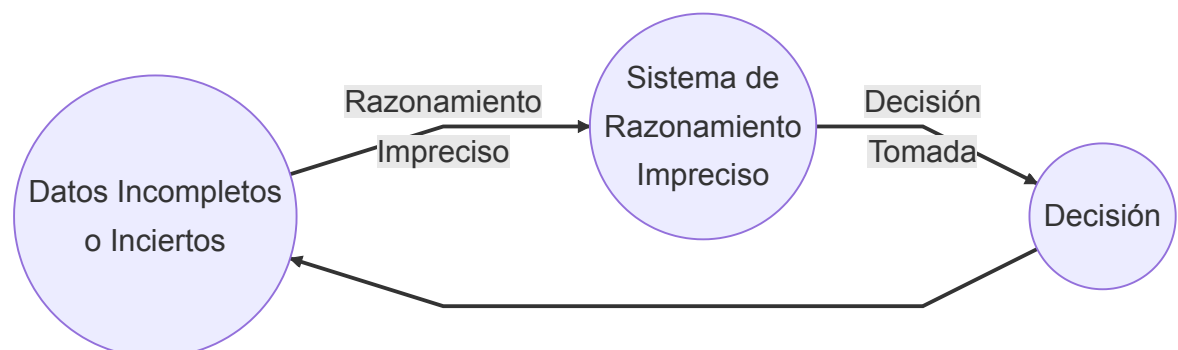 Datos Incompletos
o Inciertos
Razonamiento
Impreciso
Sistema de
Razonamiento
Impreciso
Decisión
Tomada
Decisión